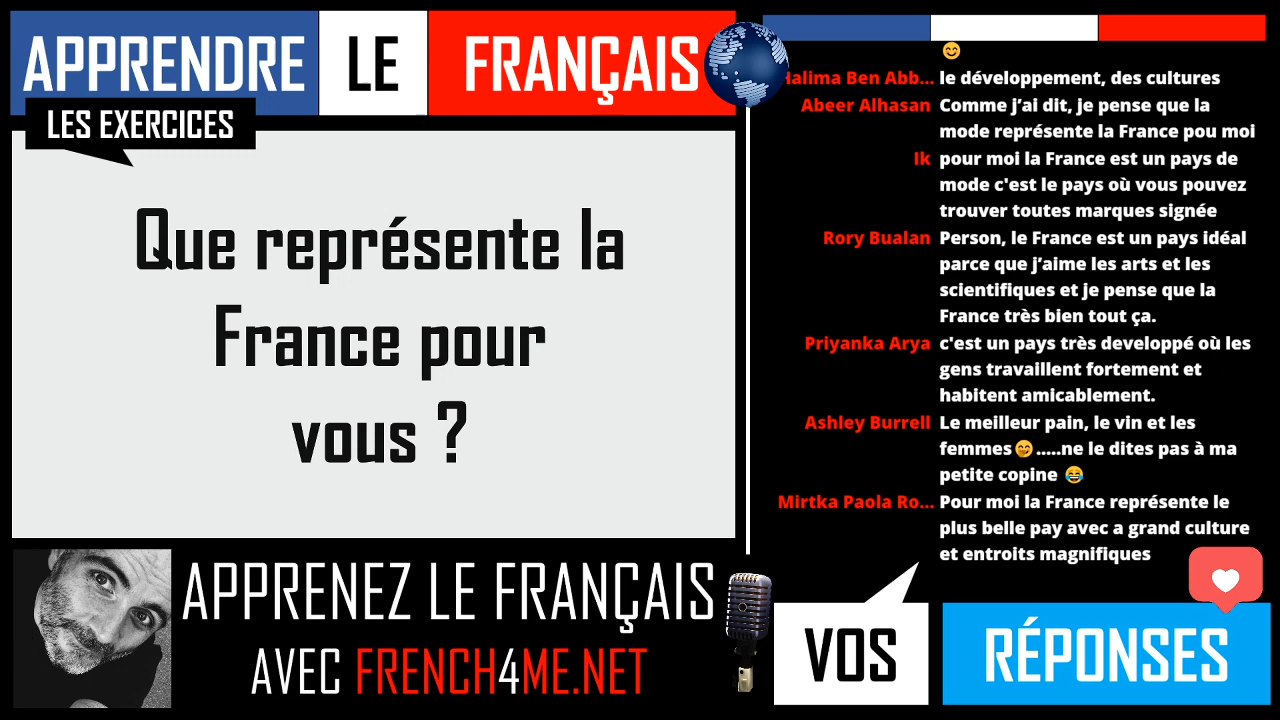 APPRENDRE LE FRANÇAIS
LES EXERCICES
Que représente la
France pour
vous ?
APPRENEZ LE FRANÇAIS
AVEC FRENCH4ME.NET
😊
Halima Ben Abb... le développement, des cultures
Abeer Alhasan Comme j’ai dit, je pense que la
mode représente la France pou moi
Ik pour moi la France est un pays de
mode c'est le pays où vous pouvez
trouver toutes marques signée
Rory Bualan Person, le France est un pays idéal
parce que j’aime les arts et les
scientifiques et je pense que la
France très bien tout ça.
Priyanka Arya c'est un pays très developpé où les
gens travaillent fortement et
habitent amicablement.
Ashley Burrell Le meilleur pain, le vin et les
femmes🤭.....ne le dites pas à ma
petite copine 😂
Mirtka Paola Ro... Pour moi la France représente le
plus belle pay avec a grand culture
et entroits magnifiques
VOS RÉPONSES